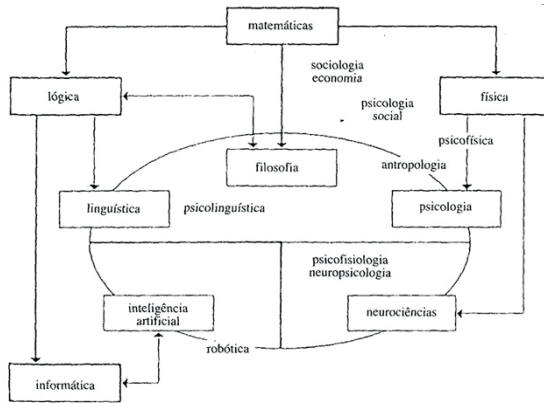 matemáticas
sociologia
economia
lógica
física
psicologia
social
psicofísica
filosofia
antropologia
linguística
psicolinguística
psicologia
psicofisiologia
neuropsicologia
inteligência
artificial
neurociências
robótica
informática